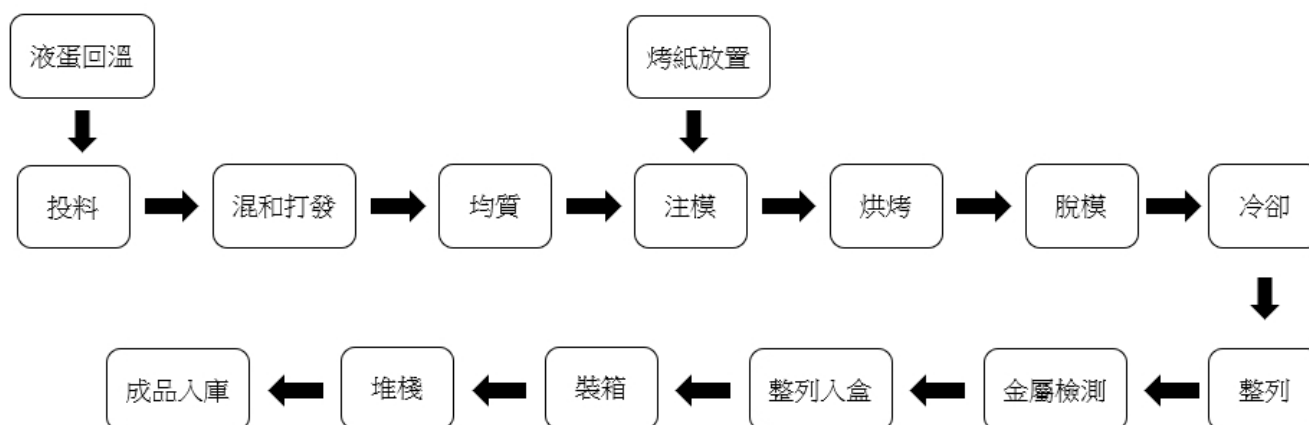 液蛋回溫
烤紙放置
投料
混和打發
均質
注模
烘烤
脫模
冷卻
整列
金屬檢測
整列入盒
裝箱
堆棧
成品入庫